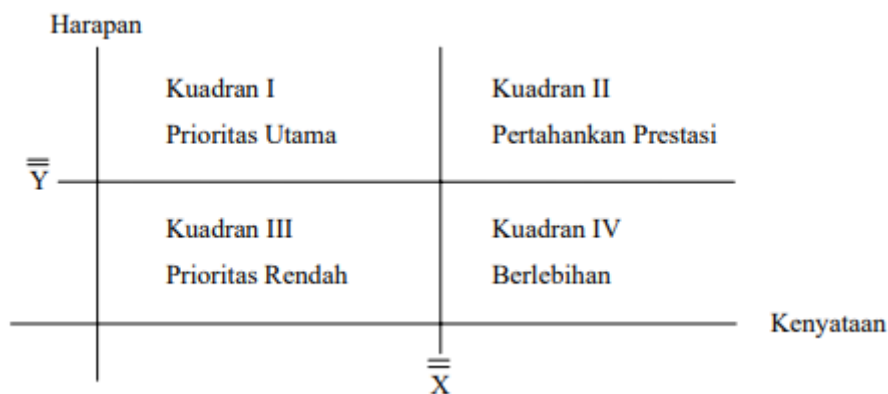 Harapan
Kuadran I
Prioritas Utama
Kuadran II
Pertahankan Prestasi
Y
Kuadran III
Prioritas Rendah
Kuadran IV
Berlebihan
Kenyataan
X